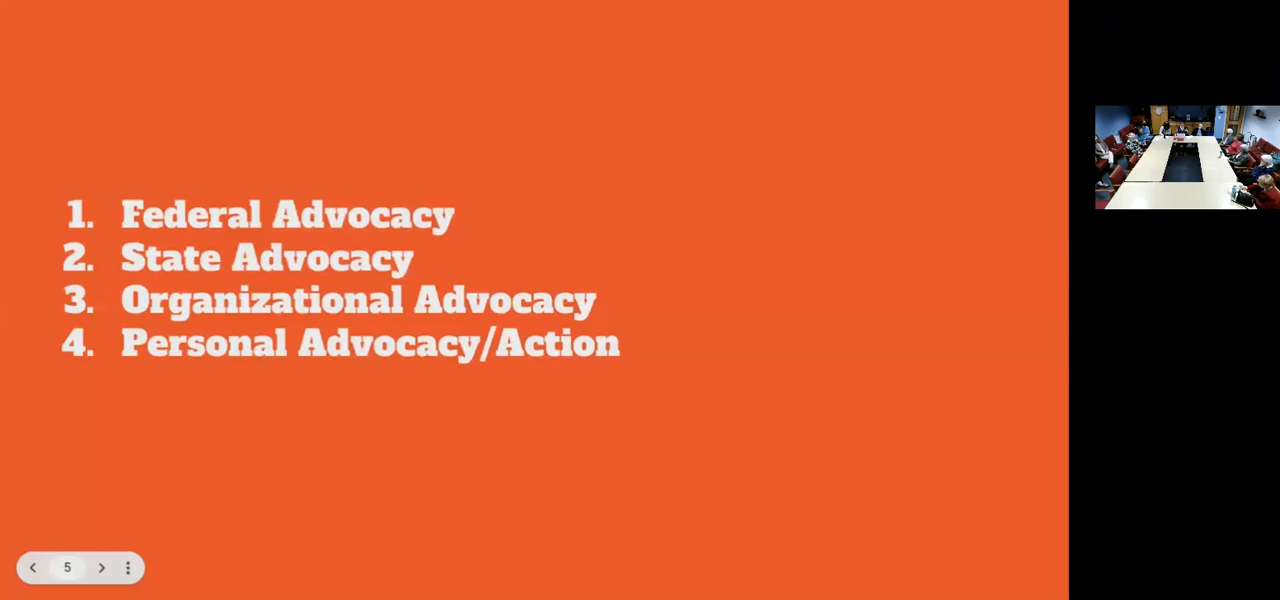 1. Federal Advocacy
2. State Advocacy
3. Organizational Advocacy
4. Personal Advocacy/Action
5